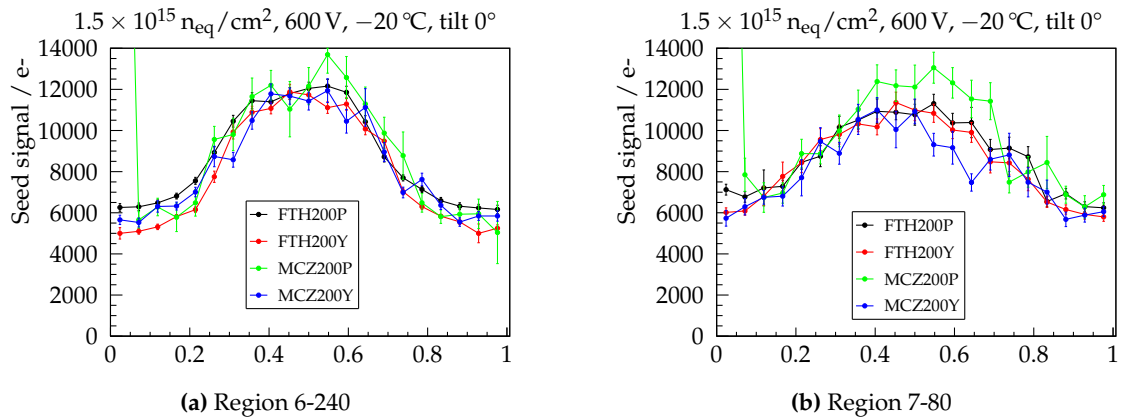 1.5 × 10¹⁵ nₑq/cm², 600 V, −20 °C, tilt 0°
Seed signal / e-
14000
12000
10000
8000
6000
4000
2000
0
FTH200P
FTH200Y
MCZ200P
MCZ200Y
0 0.2 0.4 0.6 0.8 1
(a) Region 6-240
1.5 × 10¹⁵ nₑq/cm², 600 V, −20 °C, tilt 0°
Seed signal / e-
14000
12000
10000
8000
6000
4000
2000
0
FTH200P
FTH200Y
MCZ200P
MCZ200Y
0 0.2 0.4 0.6 0.8 1
(b) Region 7-80